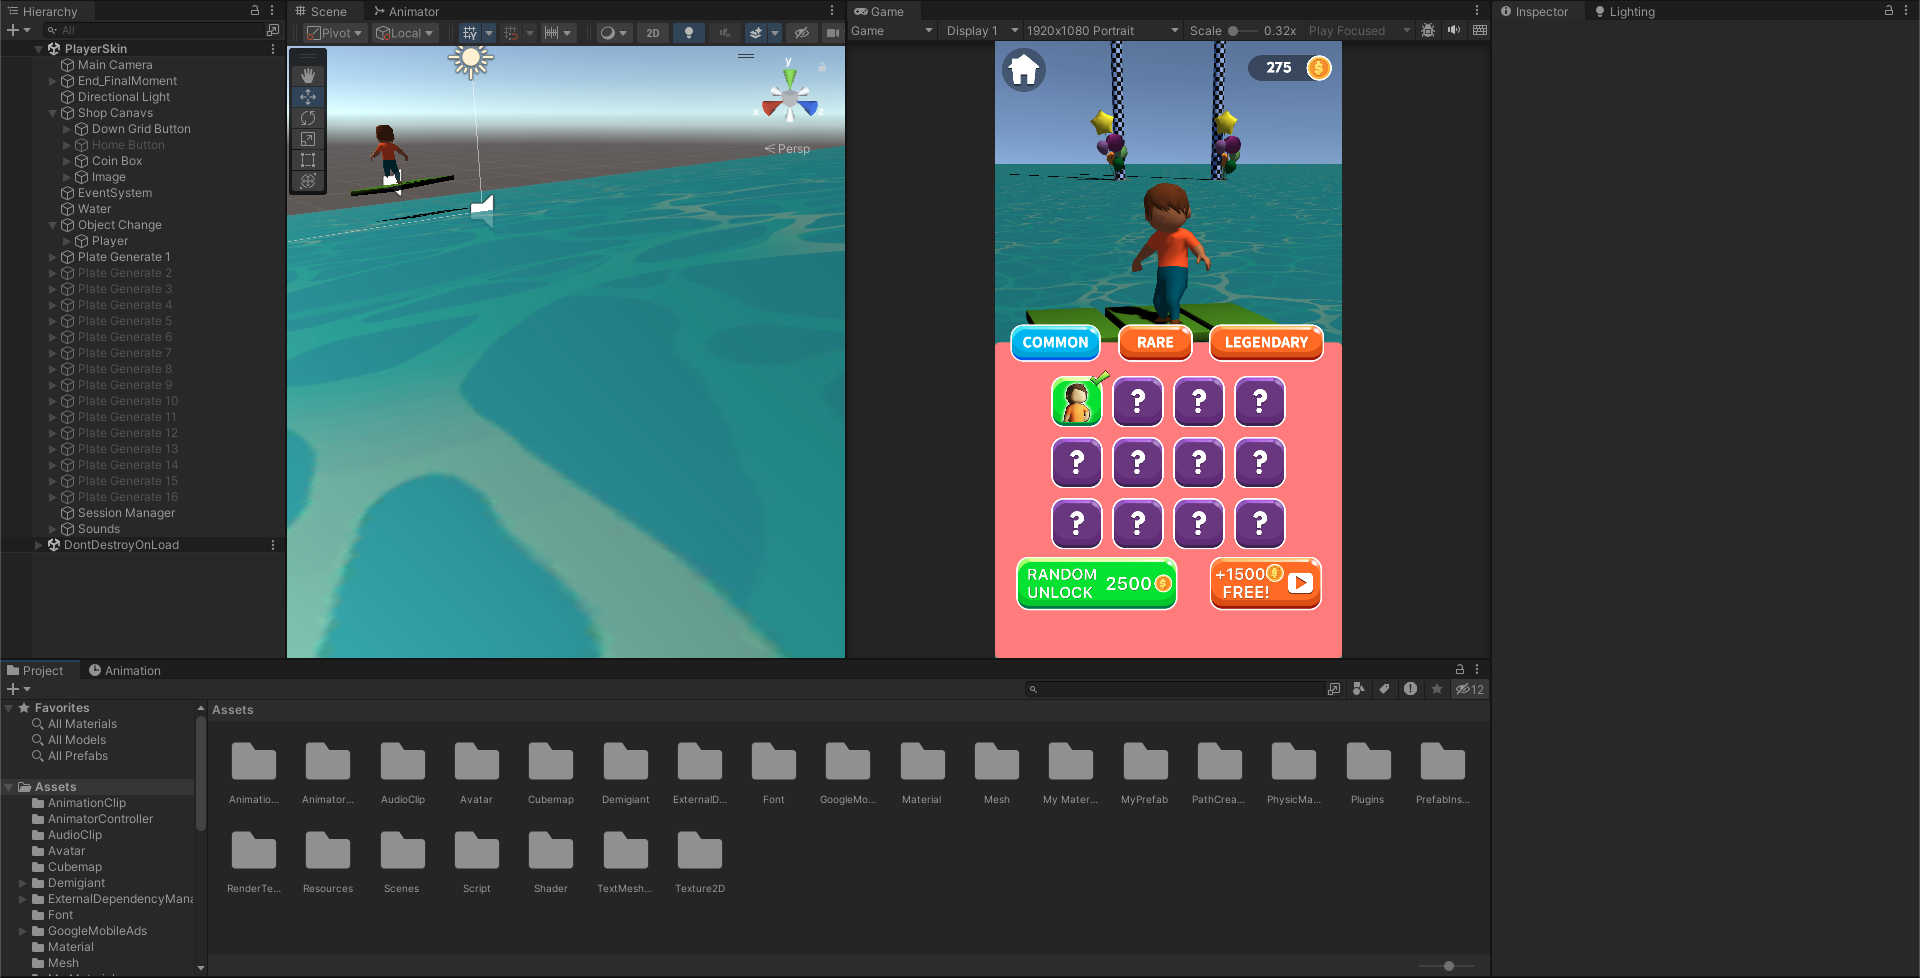 Hierarchy
All
PlayerSkin
Main Camera
End_FinalMoment
Directional Light
Shop Canavs
Down Grid Button
Home Button
Coin Box
Image
EventSystem
Water
Object Change
Player
Plate Generate 1
Plate Generate 2
Plate Generate 3
Plate Generate 4
Plate Generate 5
Plate Generate 6
Plate Generate 7
Plate Generate 8
Plate Generate 9
Plate Generate 10
Plate Generate 11
Plate Generate 12
Plate Generate 13
Plate Generate 14
Plate Generate 15
Plate Generate 16
Session Manager
Sounds
DontDestroyOnLoad
Scene Animator
Pivot Local 2D
y
x z
Persp
Game
Game Display 1 1920x1080 Portrait Scale 0.32x Play Focused
275
COMMON RARE LEGENDARY
? ? ?
? ? ? ?
? ? ? ?
RANDOM
UNLOCK 2500
+1500
FREE!
Inspector Lighting
Project Animation
12
Favorites
All Materials
All Models
All Prefabs
Assets
AnimationClip
AnimatorController
AudioClip
Avatar
Cubemap
Demigiant
ExternalDependencyMana
Font
GoogleMobileAds
Material
Mesh
Assets
Animatio... Animator... AudioClip Avatar Cubemap Demigiant ExternalD... Font GoogleMo... Material Mesh My Mater... MyPrefab PathCrea... PhysicMa... Plugins PrefabIns...
RenderTe... Resources Scenes Script Shader TextMesh... Texture2D